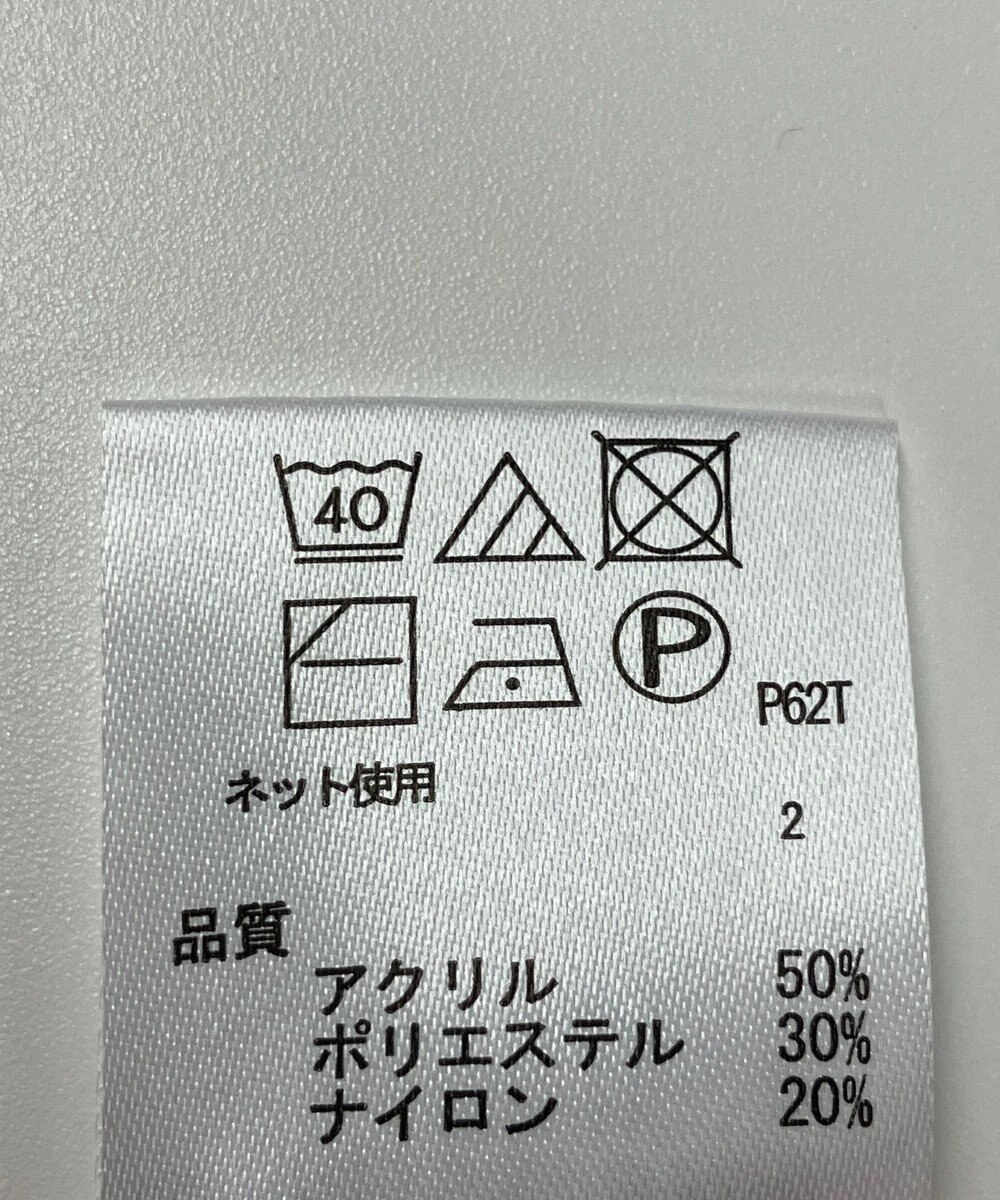 40
P
P62T
ネット使用
2
品質
アクリル 50%
ポリエステル 30%
ナイロン 20%